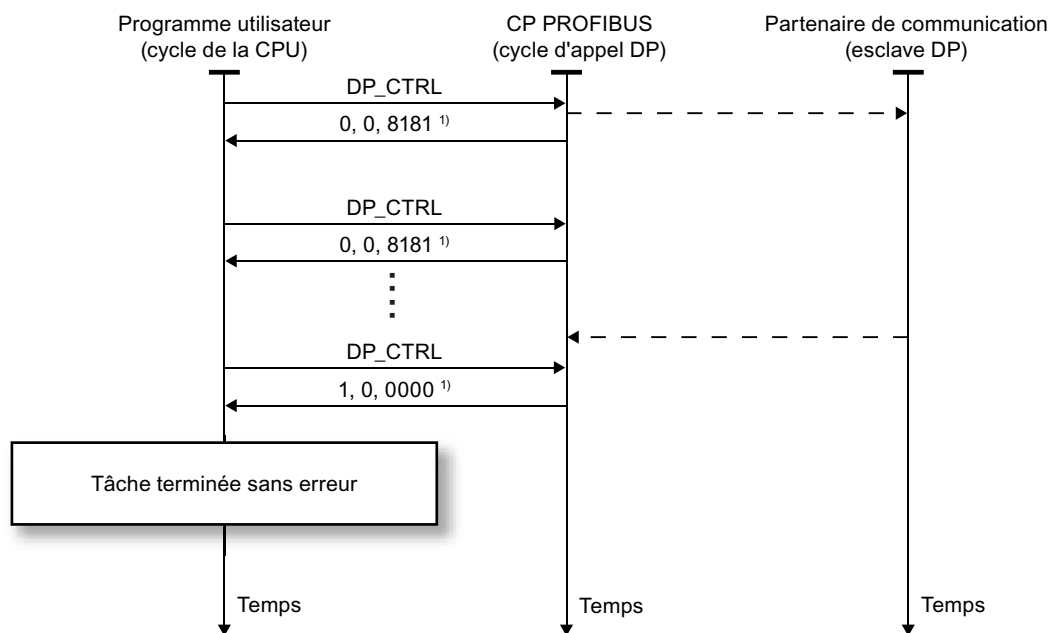 Programme utilisateur
(cycle de la CPU)
CP PROFIBUS
(cycle d'appel DP)
Partenaire de communication
(esclave DP)
DP_CTRL
0, 0, 8181 1)
DP_CTRL
0, 0, 8181 1)
DP_CTRL
1, 0, 0000 1)
Tâche terminée sans erreur
Temps
Temps
Temps